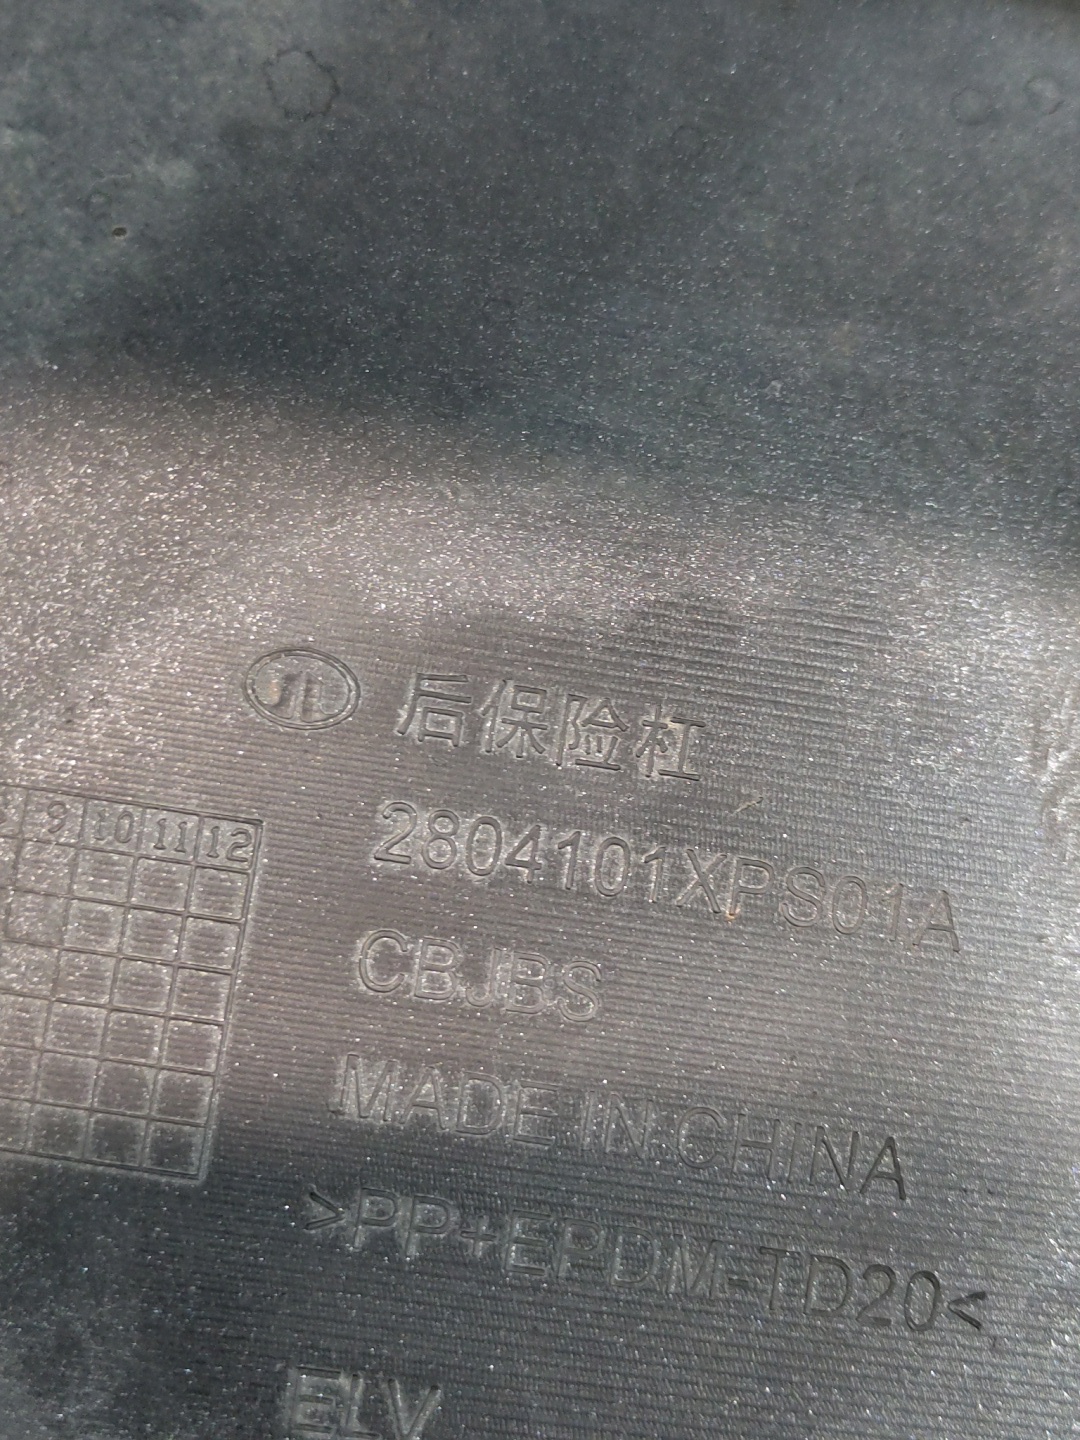 后保险杠
9 10 11 12
2804101XPS01A
CBJBS
MADE IN CHINA
>PP+EPDM-TD20<
ELV